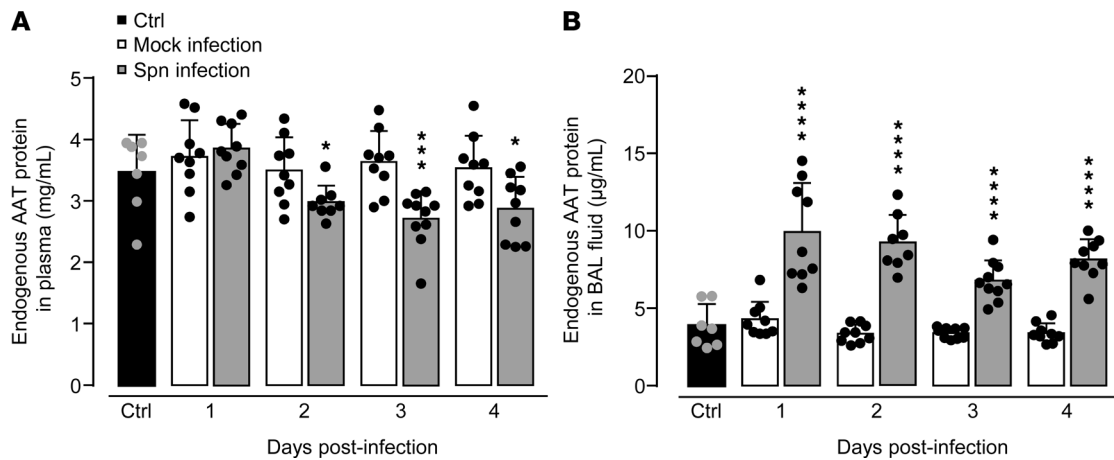 A
Ctrl
Mock infection
Spn infection
Endogenous AAT protein
in plasma (mg/mL)
5
4
3
2
1
0
*
***
*
Ctrl
1
2
3
4
Days post-infection
B
Endogenous AAT protein
in BAL fluid (µg/mL)
20
15
10
5
0
****
****
****
****
Ctrl
1
2
3
4
Days post-infection